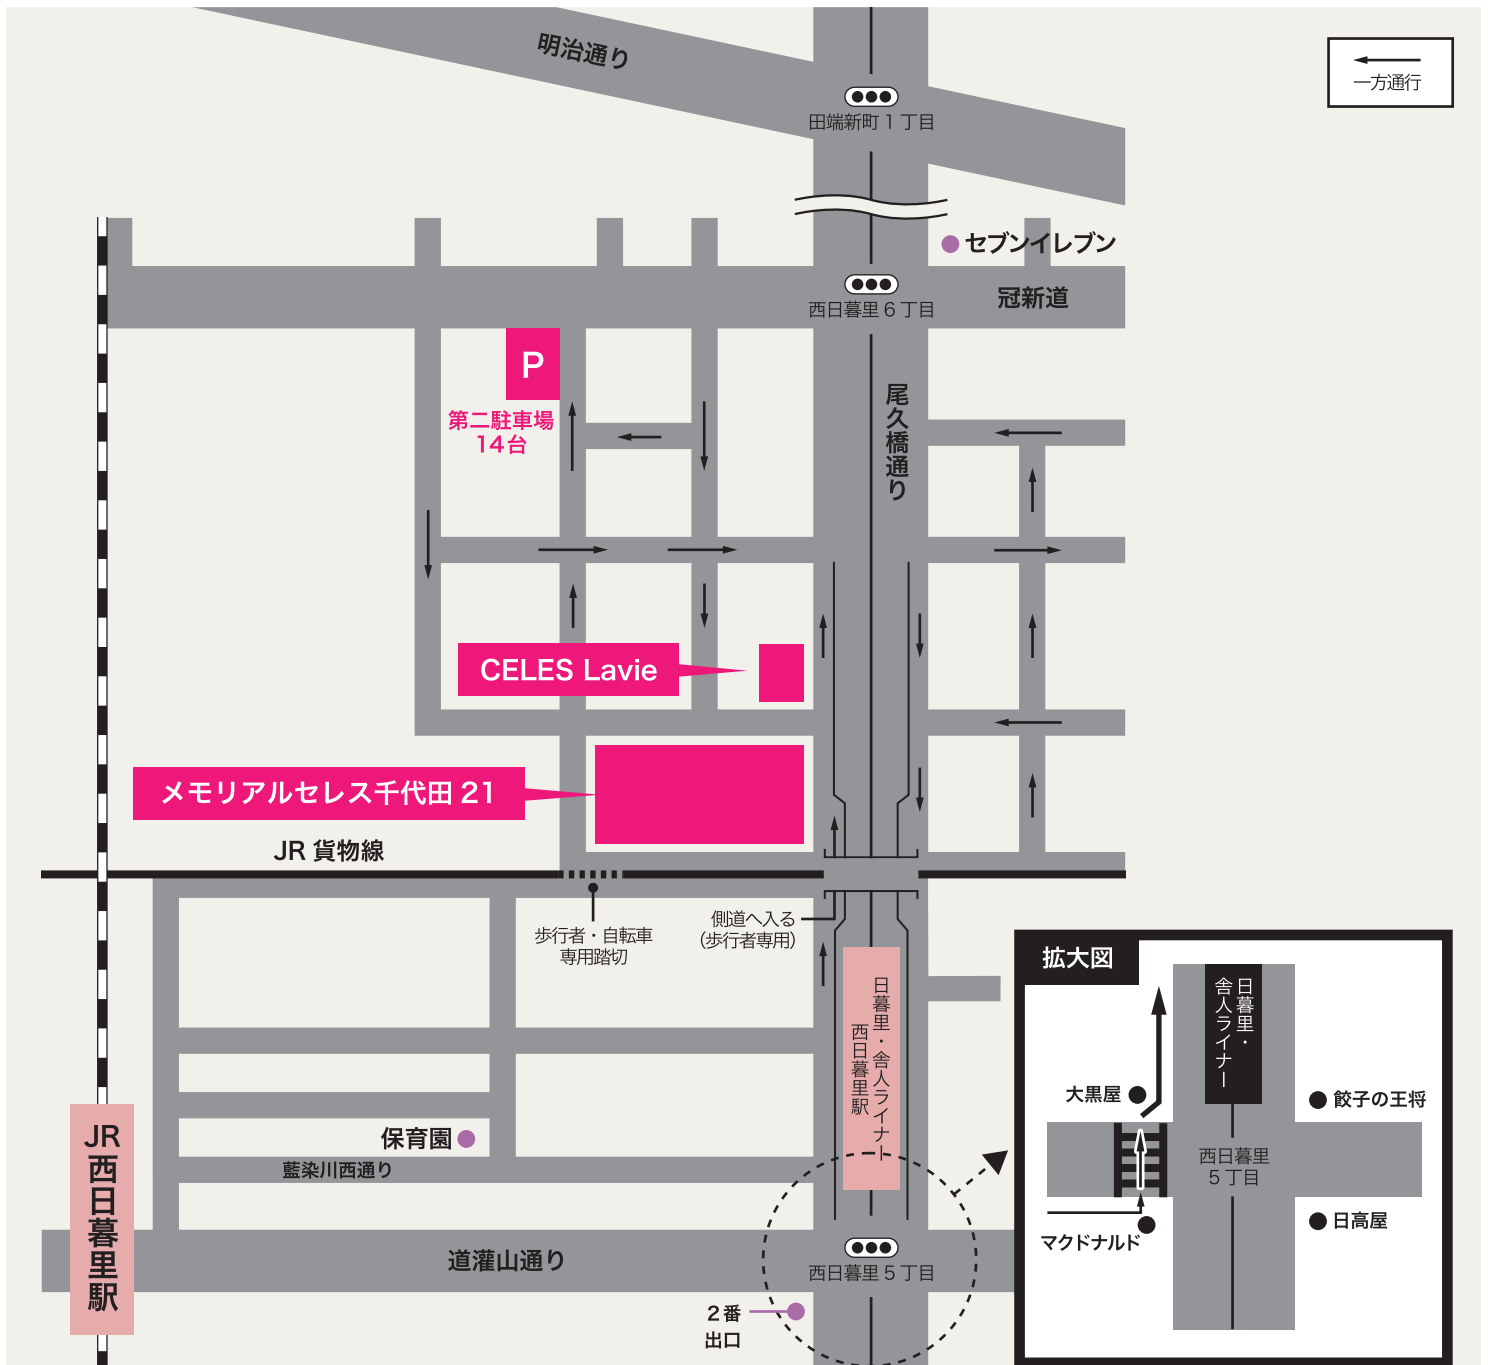 明治通り
一方通行
田端新町1丁目
セブンイレブン
西日暮里6丁目
冠新道
P
第二駐車場
14台
尾久橋通り
CELES Lavie
メモリアルセレス千代田 21
JR 貨物線
歩行者・自転車
専用踏切
側道へ入る
(歩行者専用)
日暮里・舎人ライナー
西日暮里駅
保育園
藍染川西通り
JR
西日暮里駅
道灌山通り
西日暮里5丁目
2番
出口
拡大図
日暮里・
舎人ライナー
大黒屋
餃子の王将
西日暮里
5丁目
マクドナルド
日高屋